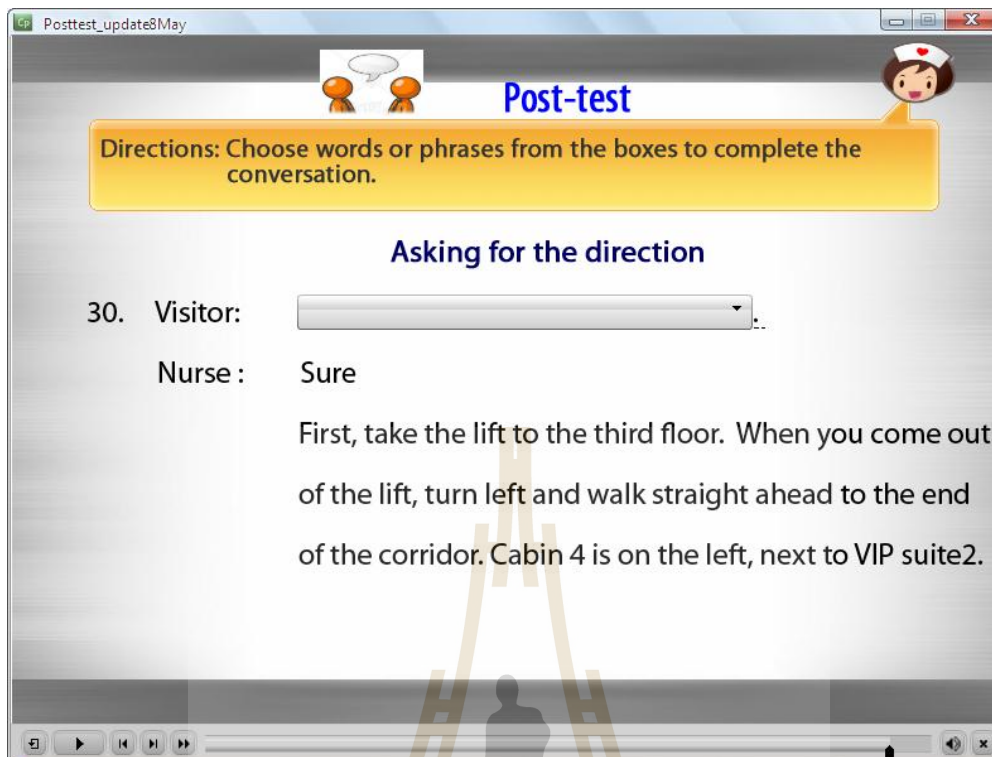 Cp Posttest_update8May
Post-test
Directions: Choose words or phrases from the boxes to complete the
conversation.
Asking for the direction
30. Visitor: .
Nurse : Sure
First, take the lift to the third floor. When you come out
of the lift, turn left and walk straight ahead to the end
of the corridor. Cabin 4 is on the left, next to VIP suite2.